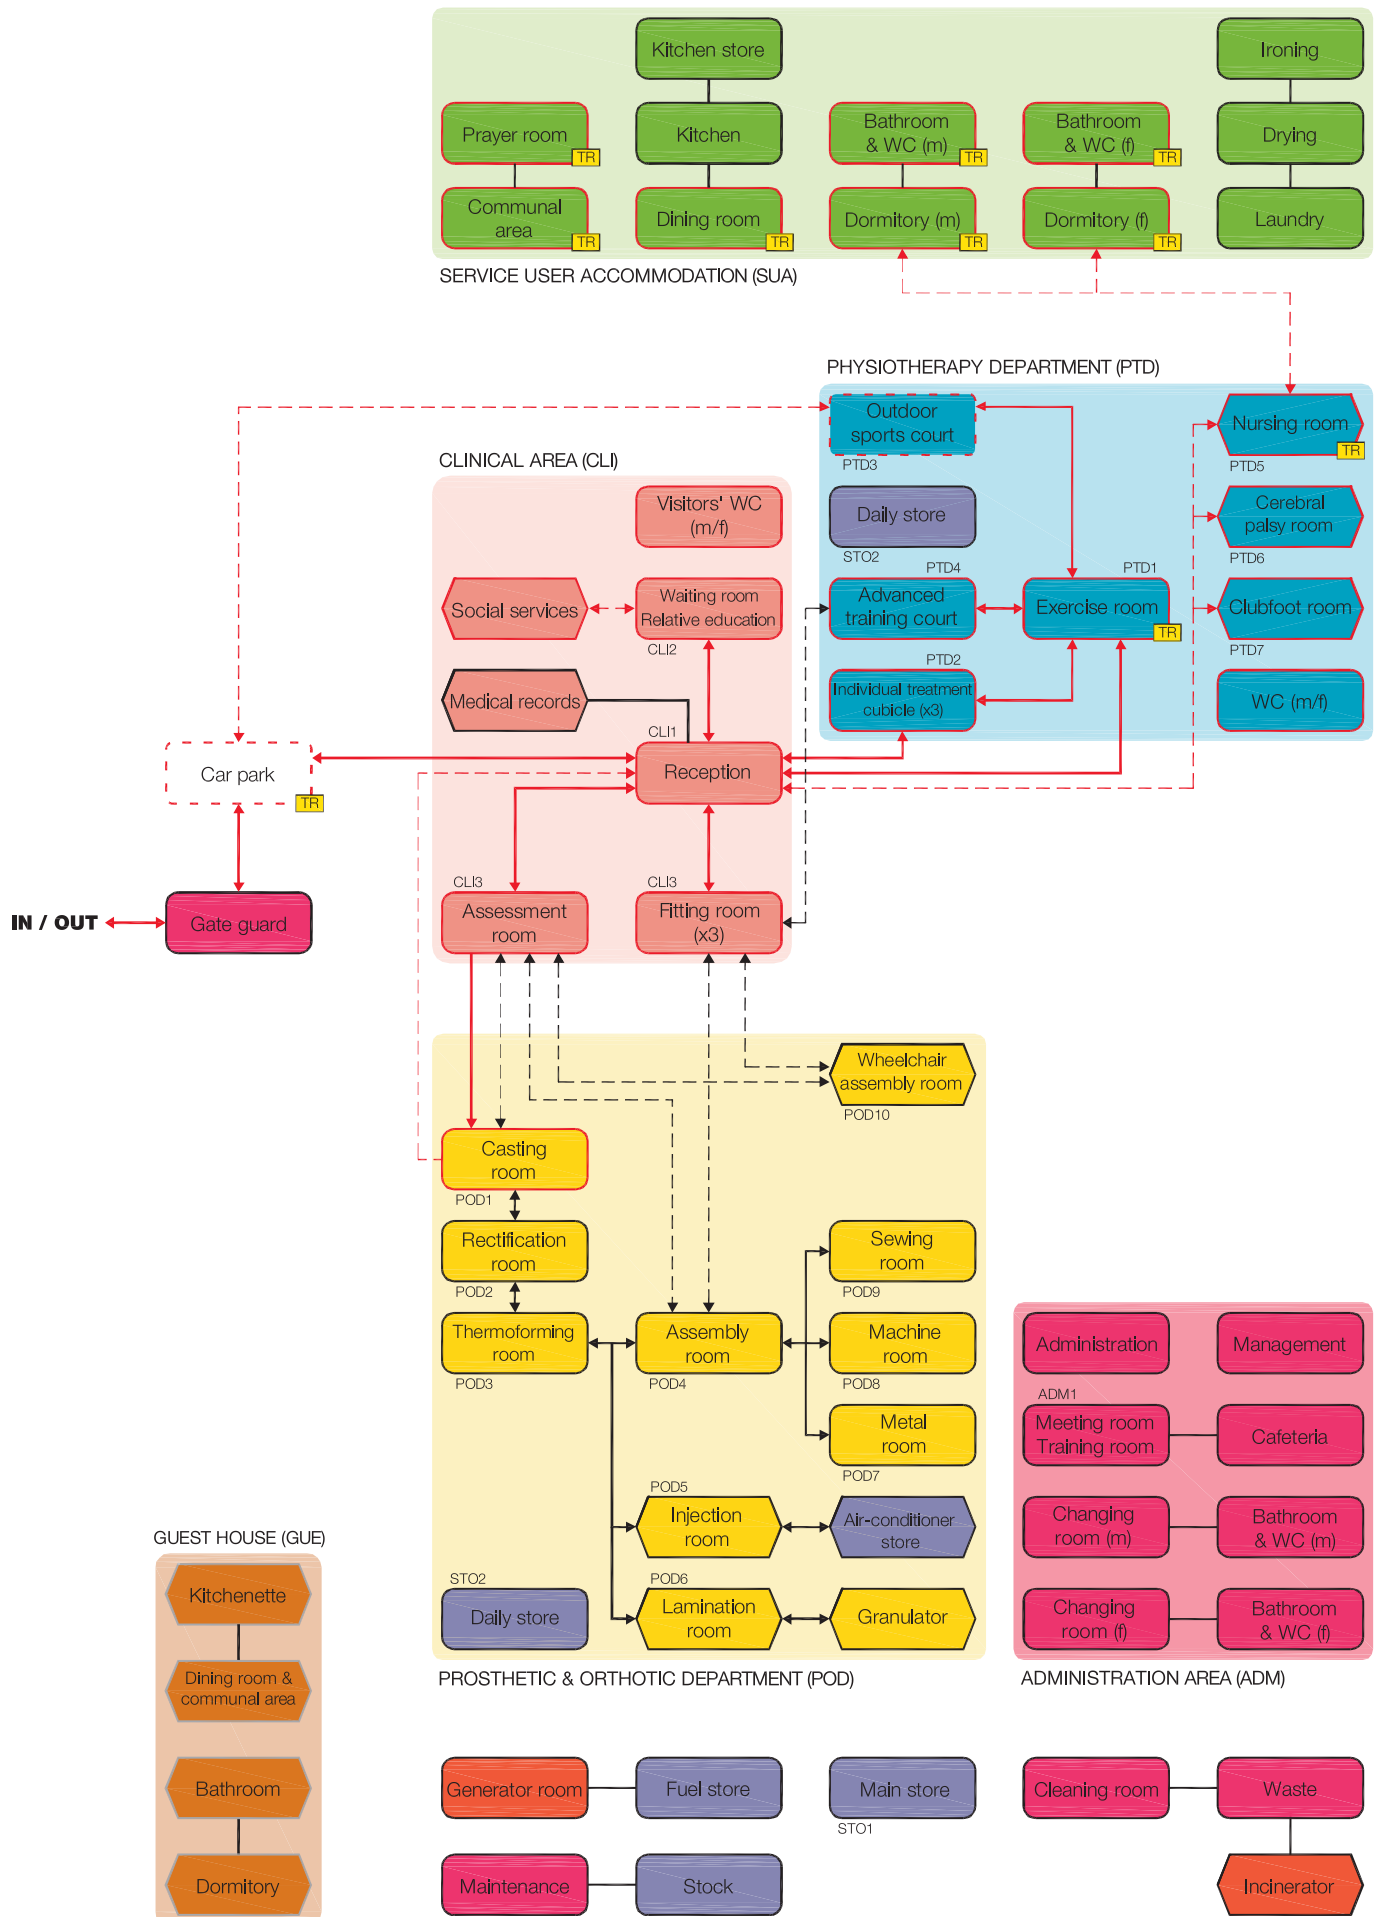 Kitchen store
Ironing
Prayer room
TR
Kitchen
Bathroom
& WC (m)
TR
Bathroom
& WC (f)
TR
Drying
Communal
area
TR
Dining room
TR
Dormitory (m)
TR
Dormitory (f)
TR
Laundry
SERVICE USER ACCOMMODATION (SUA)
PHYSIOTHERAPY DEPARTMENT (PTD)
Outdoor
sports court
PTD3
Nursing room
TR
PTD5
CLINICAL AREA (CLI)
Visitors' WC
(m/f)
Daily store
STO2
Cerebral
palsy room
PTD6
Social services
Waiting room
Relative education
CLI2
PTD4
Advanced
training court
PTD1
Exercise room
TR
Clubfoot room
PTD7
Medical records
PTD2
Individual treatment
cubicle (x3)
WC (m/f)
CLI1
Reception
Car park
TR
IN / OUT
Gate guard
CLI3
Assessment
room
CLI3
Fitting room
(x3)
Wheelchair
assembly room
POD10
Casting
room
POD1
Rectification
room
POD2
Sewing
room
POD9
Thermoforming
room
POD3
Assembly
room
POD4
Machine
room
POD8
Administration
Management
Metal
room
POD7
ADM1
Meeting room
Training room
Cafeteria
POD5
Injection
room
Air-conditioner
store
Changing
room (m)
Bathroom
& WC (m)
STO2
Daily store
POD6
Lamination
room
Granulator
Changing
room (f)
Bathroom
& WC (f)
PROSTHETIC & ORTHOTIC DEPARTMENT (POD)
ADMINISTRATION AREA (ADM)
GUEST HOUSE (GUE)
Kitchenette
Dining room &
communal area
Bathroom
Dormitory
Generator room
Fuel store
Main store
STO1
Cleaning room
Waste
Maintenance
Stock
Incinerator